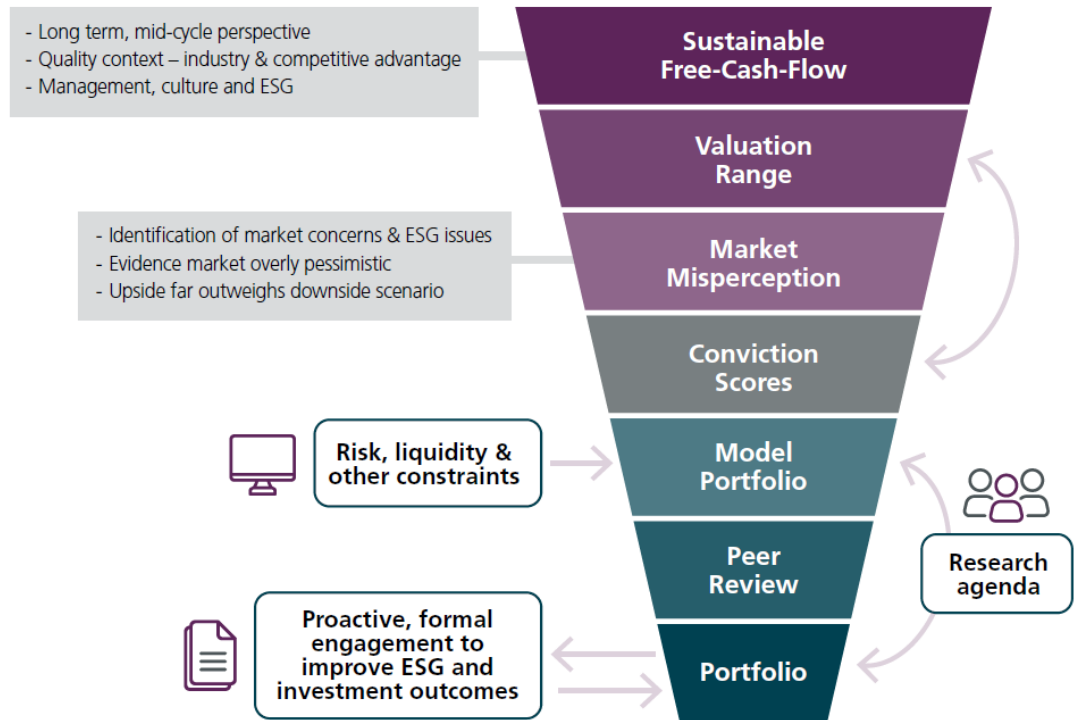 - Long term, mid-cycle perspective
- Quality context – industry & competitive advantage
- Management, culture and ESG
Sustainable
Free-Cash-Flow
Valuation
Range
- Identification of market concerns & ESG issues
- Evidence market overly pessimistic
- Upside far outweighs downside scenario
Market
Misperception
Conviction
Scores
Risk, liquidity &
other constraints
Model
Portfolio
Peer
Review
Research
agenda
Proactive, formal
engagement to
improve ESG and
investment outcomes
Portfolio